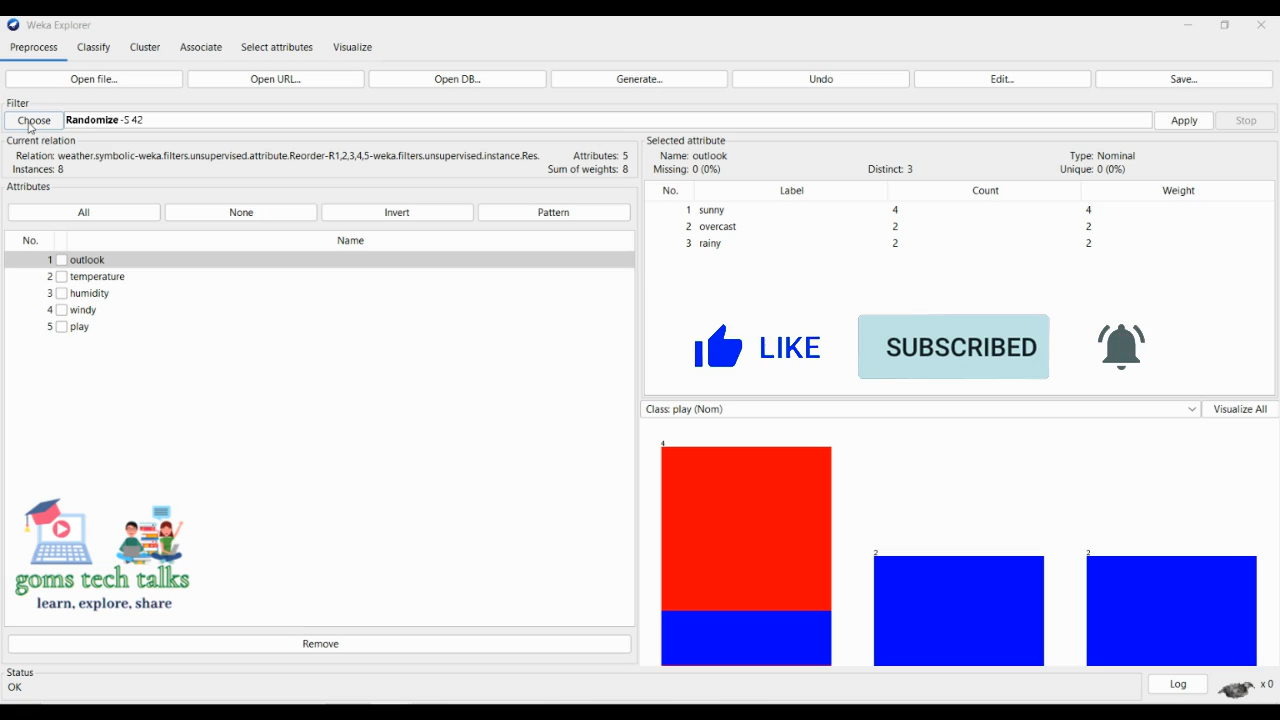 Weka Explorer
Preprocess Classify Cluster Associate Select attributes Visualize
Open file... Open URL... Open DB... Generate... Undo Edit... Save...
Filter
Choose Randomize -S 42 Apply Stop
Current relation
Relation: weather.symbolic-weka.filters.unsupervised.attribute.Reorder-R1,2,3,4,5-weka.filters.unsupervised.instance.Res. Attributes: 5
Instances: 8 Sum of weights: 8
Attributes
All None Invert Pattern
No. Name
1 outlook
2 temperature
3 humidity
4 windy
5 play
Remove
Selected attribute
Name: outlook Type: Nominal
Missing: 0 (0%) Distinct: 3 Unique: 0 (0%)
No. Label Count Weight
1 sunny 4 4
2 overcast 2 2
3 rainy 2 2
LIKE SUBSCRIBED
Class: play (Nom) Visualize All
4
2 2
goms tech talks
learn, explore, share
Status
OK Log x 0